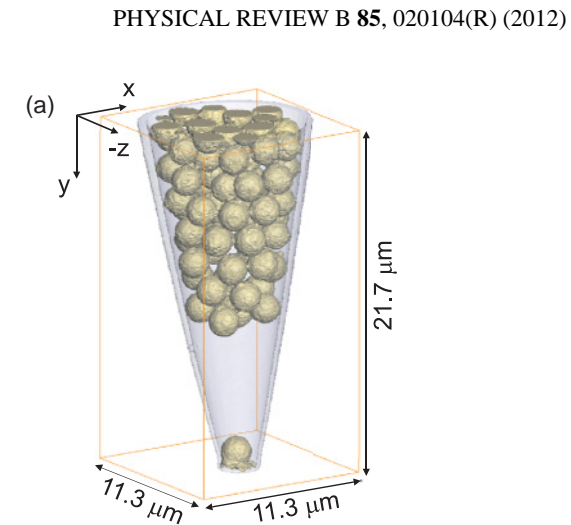 PHYSICAL REVIEW B 85, 020104(R) (2012)
(a)
x
-z
y
21.7 μm
11.3 μm
11.3 μm